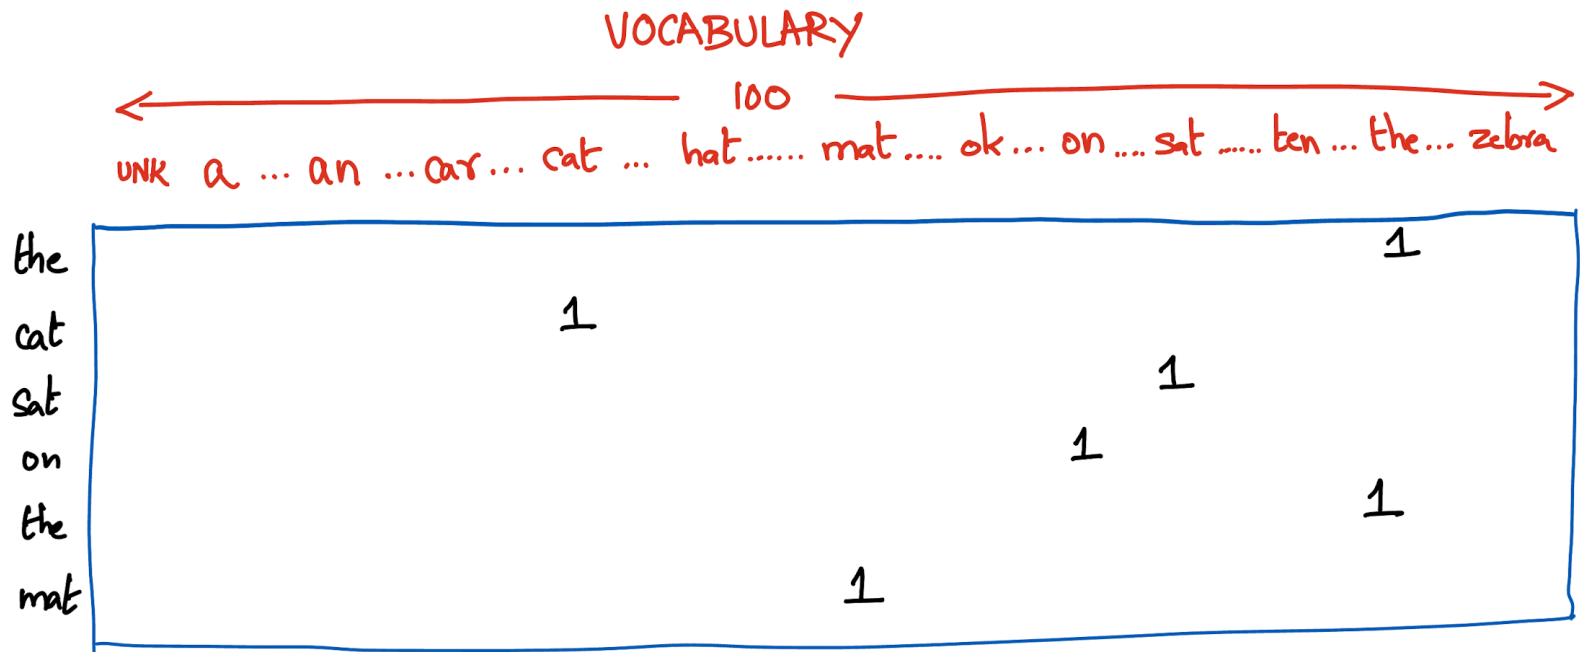 VOCABULARY
100
UNK a ... an ... car... cat ... hat...... mat .... ok... on .... sat ...... ten ... the... zebra
the 1
cat 1
sat 1
on 1
the 1
mat 1